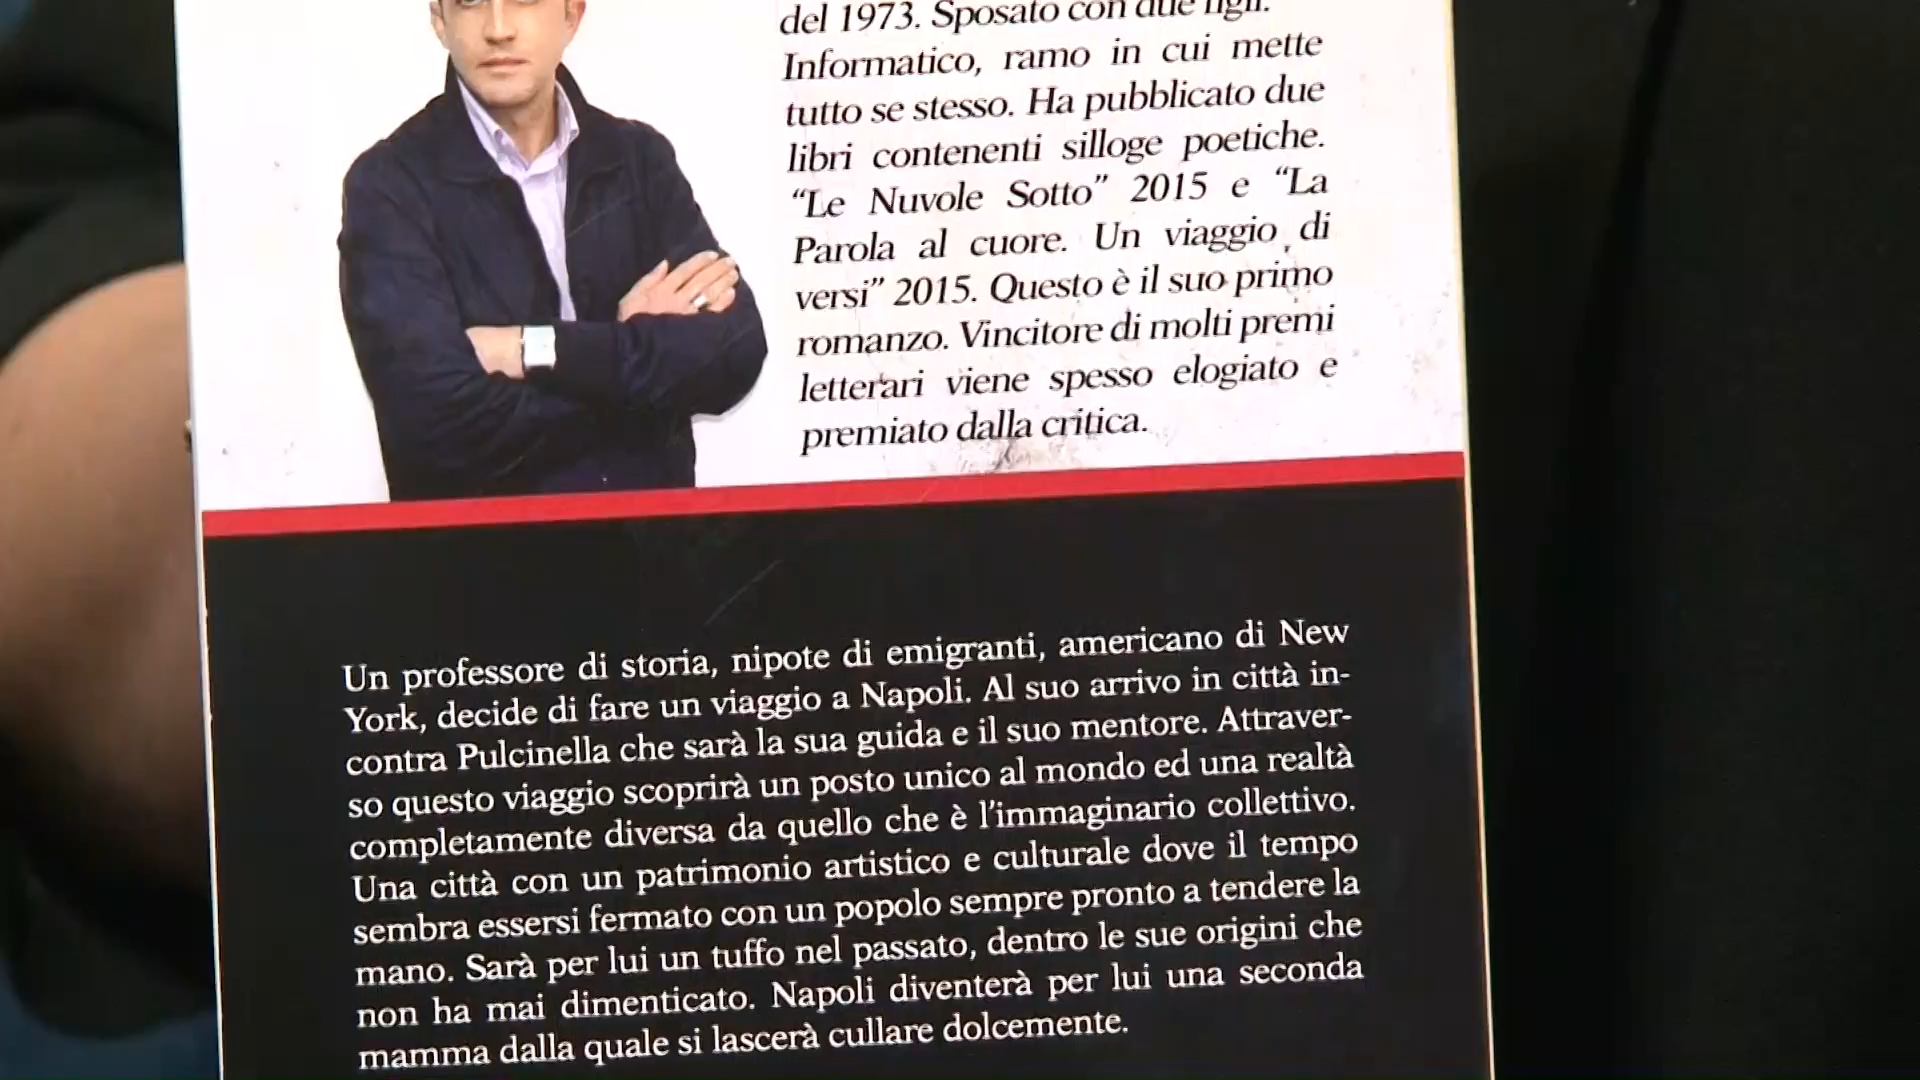 del 1973. Sposato con due figli.
Informatico, ramo in cui mette
tutto se stesso. Ha pubblicato due
libri contenenti silloge poetiche.
“Le Nuvole Sotto” 2015 e “La
Parola al cuore. Un viaggio di
versi” 2015. Questo è il suo primo
romanzo. Vincitore di molti premi
letterari viene spesso elogiato e
premiato dalla critica.
Un professore di storia, nipote di emigranti, americano di New
York, decide di fare un viaggio a Napoli. Al suo arrivo in città in-
contra Pulcinella che sarà la sua guida e il suo mentore. Attraver-
so questo viaggio scoprirà un posto unico al mondo ed una realtà
completamente diversa da quello che è l'immaginario collettivo.
Una città con un patrimonio artistico e culturale dove il tempo
sembra essersi fermato con un popolo sempre pronto a tendere la
mano. Sarà per lui un tuffo nel passato, dentro le sue origini che
non ha mai dimenticato. Napoli diventerà per lui una seconda
mamma dalla quale si lascerà cullare dolcemente.